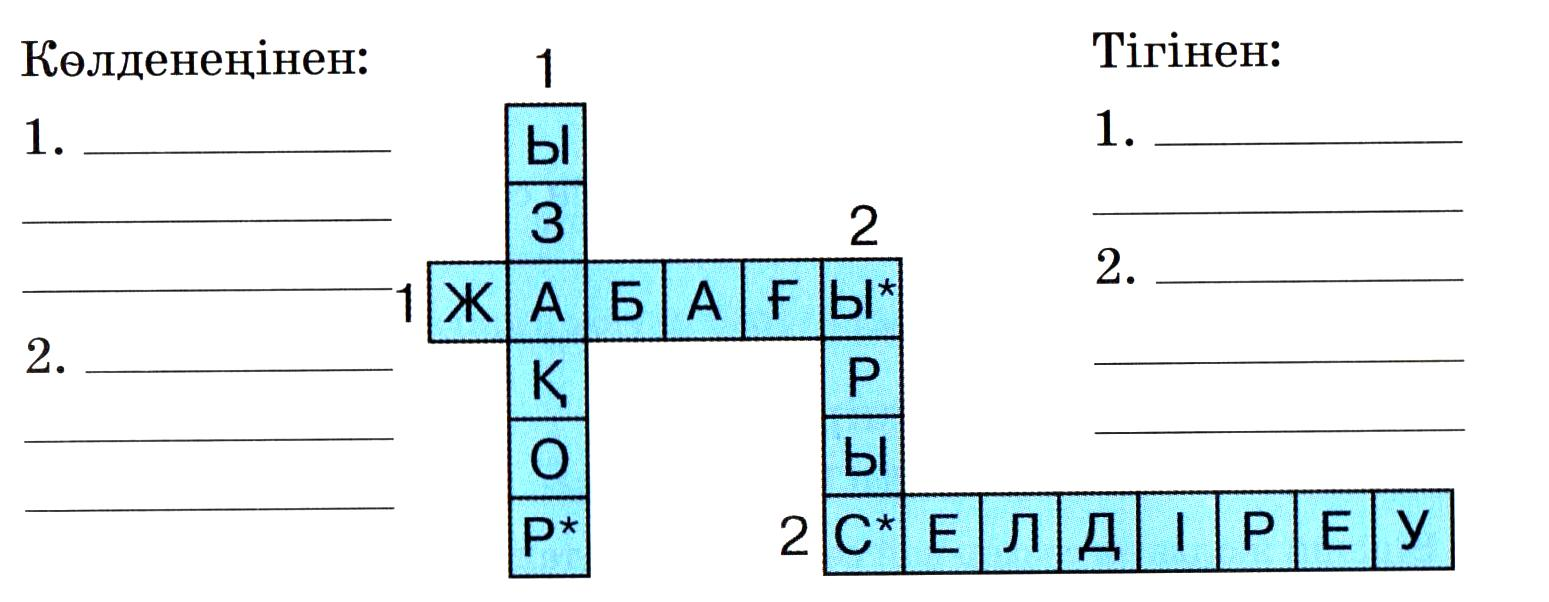 Көлденеңінен:
1.
2.
1
Ы
З
2
1 Ж А Б А Ғ Ы*
Қ Р
О Ы
Р* 2 С* Е Л Д І Р Е У
Тігінен:
1.
2.